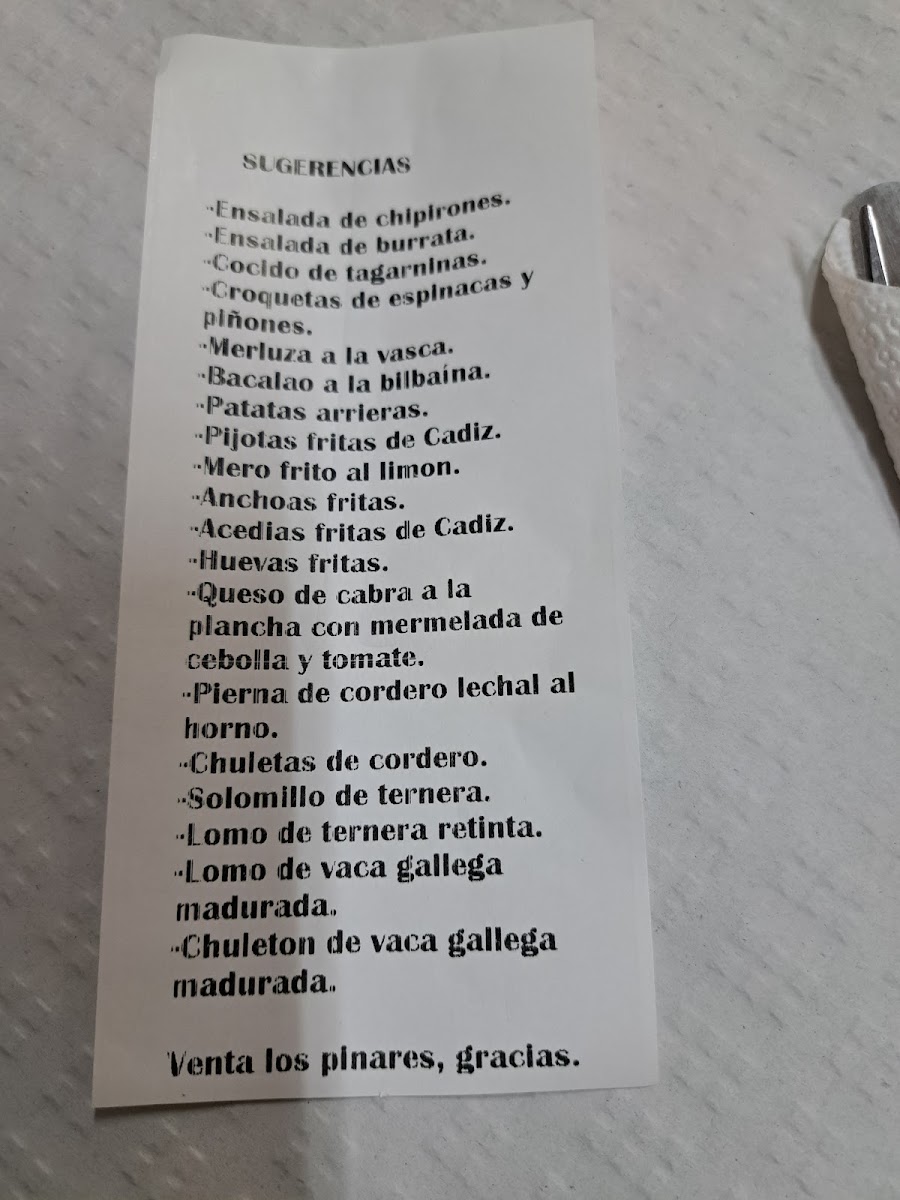 SUGERENCIAS
-Ensalada de chipirones.
-Ensalada de burrata.
-Cocido de tagarninas.
-Croquetas de espinacas y
piñones.
-Merluza a la vasca.
-Bacalao a la bilbaína.
-Patatas arrieras.
-Pijotas fritas de Cadiz.
-Mero frito al limon.
-Anchoas fritas.
-Acedias fritas de Cadiz.
-Huevas fritas.
-Queso de cabra a la
plancha con mermelada de
cebolla y tomate.
-Pierna de cordero lechal al
horno.
-Chuletas de cordero.
-Solomillo de ternera.
-Lomo de ternera retinta.
-Lomo de vaca gallega
madurada.
-Chuleton de vaca gallega
madurada.
Venta los pinares, gracias.